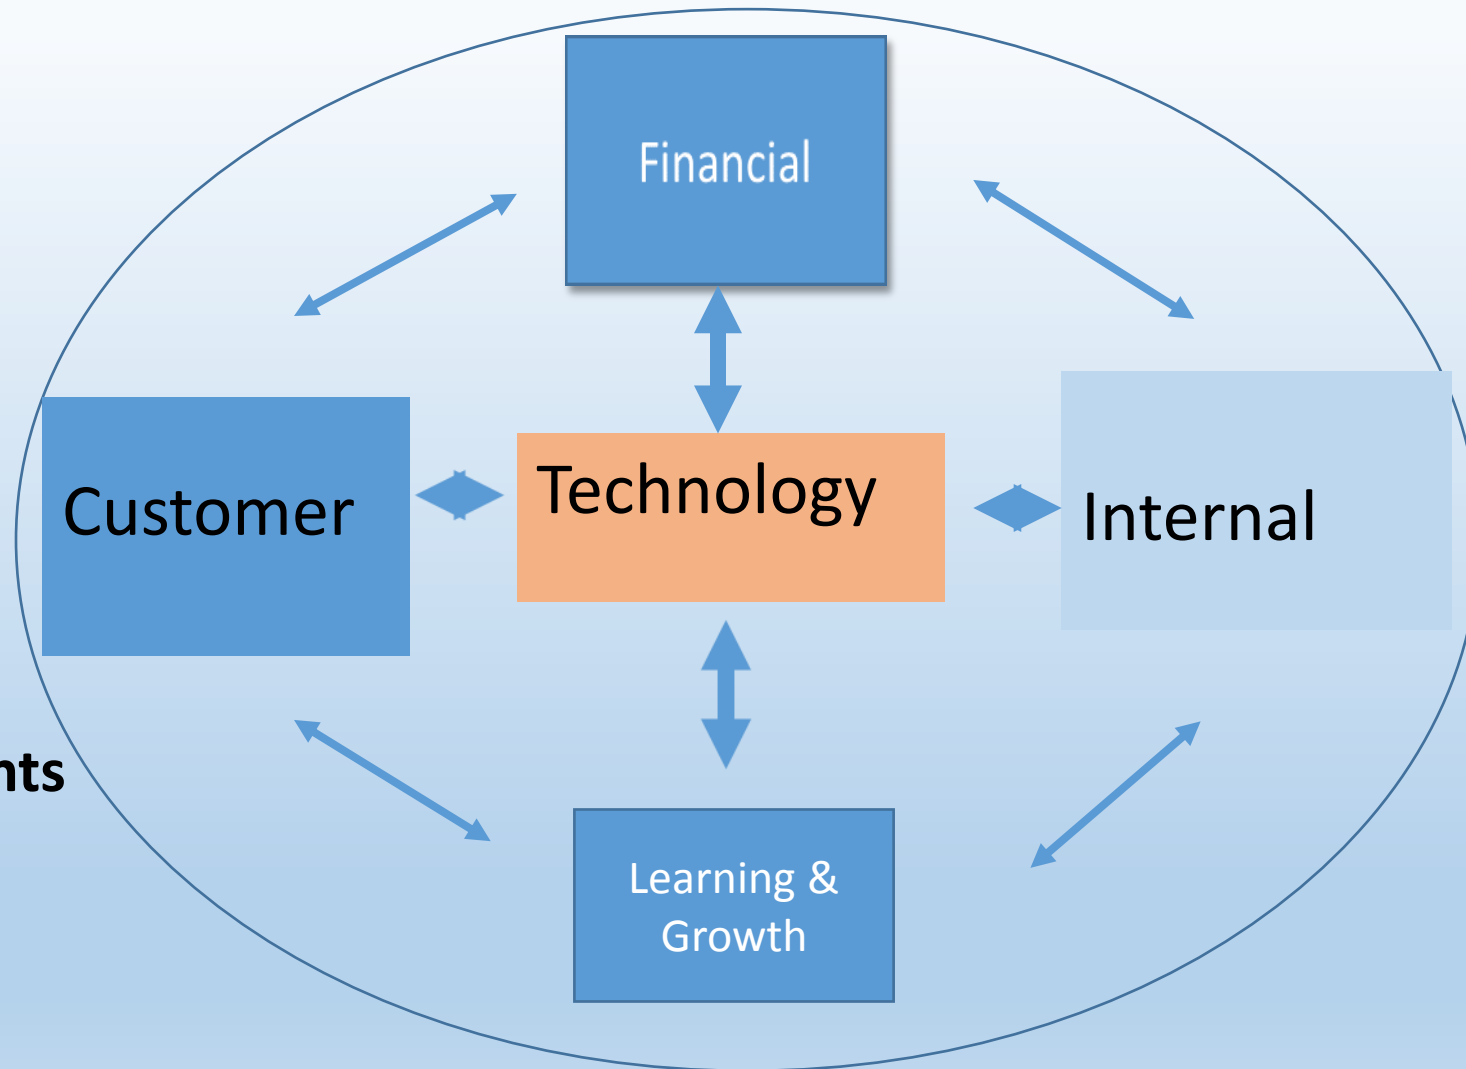 Financial
Customer
Technology
Internal
nts
Learning &
Growth